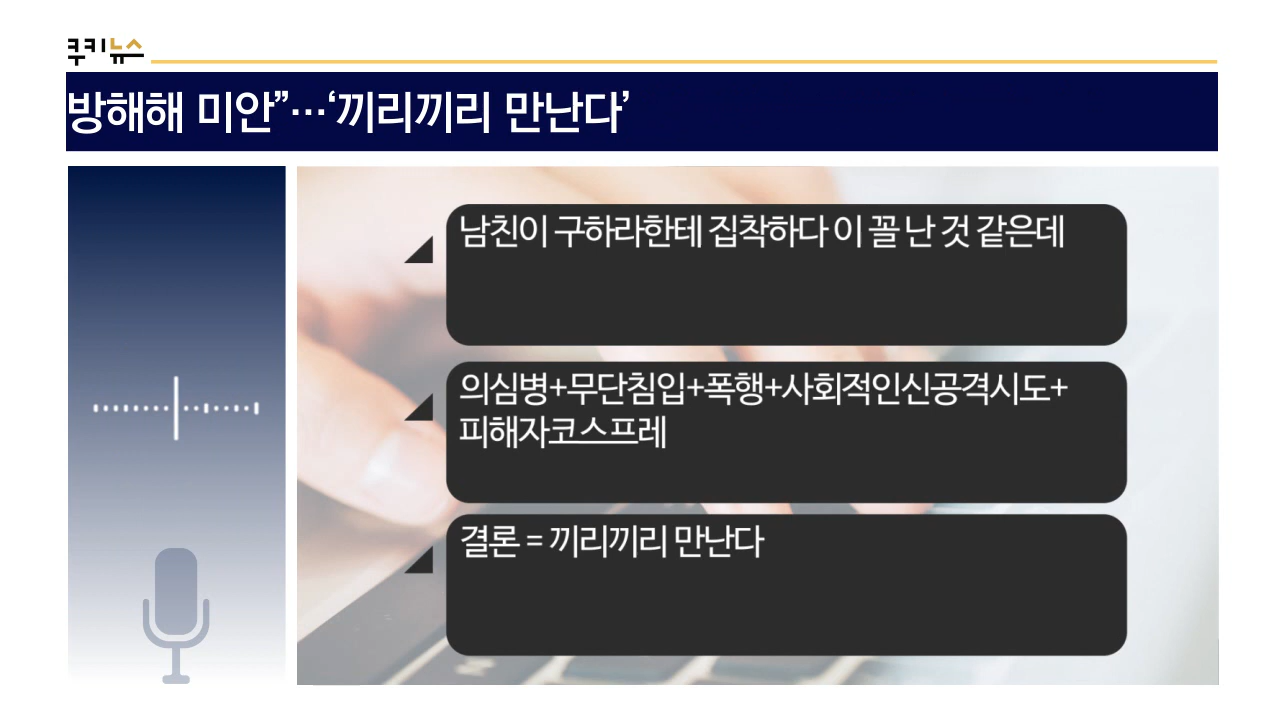 쿠키뉴스
방해해 미안”…‘끼리끼리 만난다’
남친이 구하라한테 집착하다 이 꼴 난 것 같은데
의심병+무단침입+폭행+사회적인신공격시도+
피해자코스프레
결론 = 끼리끼리 만난다